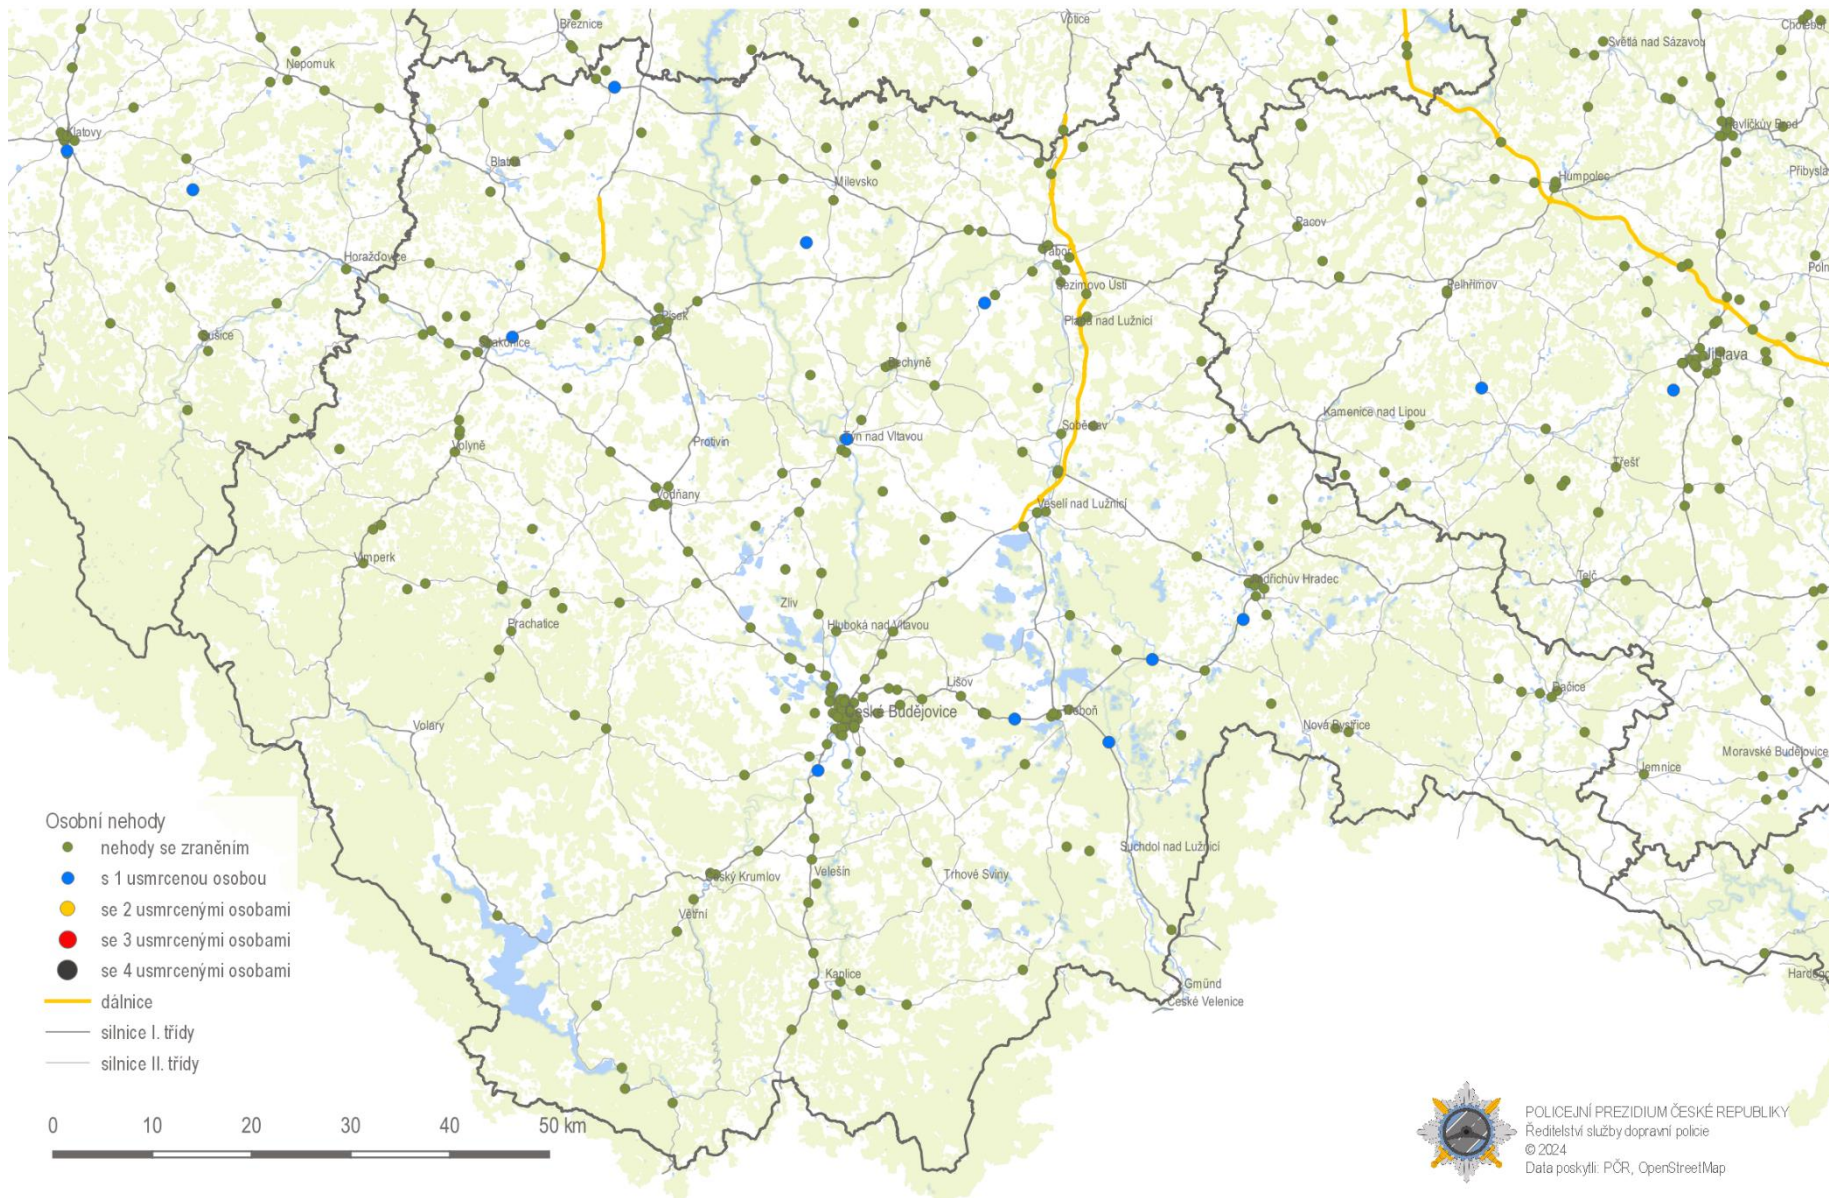 Březnice
Votice
Chotěboř
Světlá nad Sázavou
Nepomuk
Klatovy
Havlíčkův Brod
Blatná
Milevsko
Humpolec
Přibysla
Pacov
Tábor
Horažďovice
Sezimovo Ústí
Pelhřimov
Poln
Písek
Planá nad Lužnicí
Sušice
Strakonice
Bechyně
Jihlava
Kamenice nad Lipou
Soběslav
Týn nad Vltavou
Protivín
Volyně
Třešť
Vodňany
Veselí nad Lužnicí
Vimperk
Jindřichův Hradec
Telč
Zliv
Prachatice
Hluboká nad Vltavou
Lišov
Dačice
České Budějovice
Třeboň
Volary
Nová Bystřice
Moravské Budějovice
Jemnice
Osobní nehody
nehody se zraněním
s 1 usmrcenou osobou
se 2 usmrcenými osobami
se 3 usmrcenými osobami
se 4 usmrcenými osobami
dálnice
silnice I. třídy
silnice II. třídy
Suchdol nad Lužnicí
Velešín
Český Krumlov
Trhové Sviny
Větřní
Kaplice
Gmünd
České Velenice
Hardegg
0 10 20 30 40 50 km
POLICEJNÍ PREZIDIUM ČESKÉ REPUBLIKY
Ředitelství služby dopravní policie
© 2024
Data poskytli: PČR, OpenStreetMap